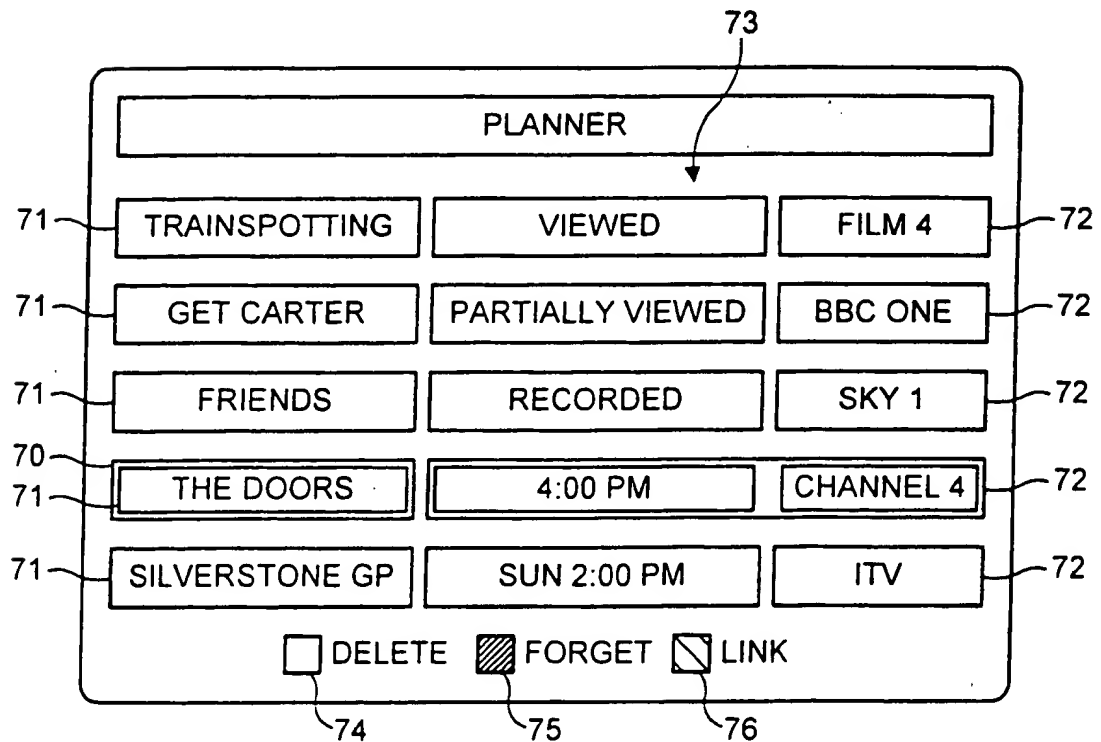 73
PLANNER
71 TRAINSPOTTING VIEWED FILM 4 72
71 GET CARTER PARTIALLY VIEWED BBC ONE 72
71 FRIENDS RECORDED SKY 1 72
70
71 THE DOORS 4:00 PM CHANNEL 4 72
71 SILVERSTONE GP SUN 2:00 PM ITV 72
DELETE FORGET LINK
74 75 76